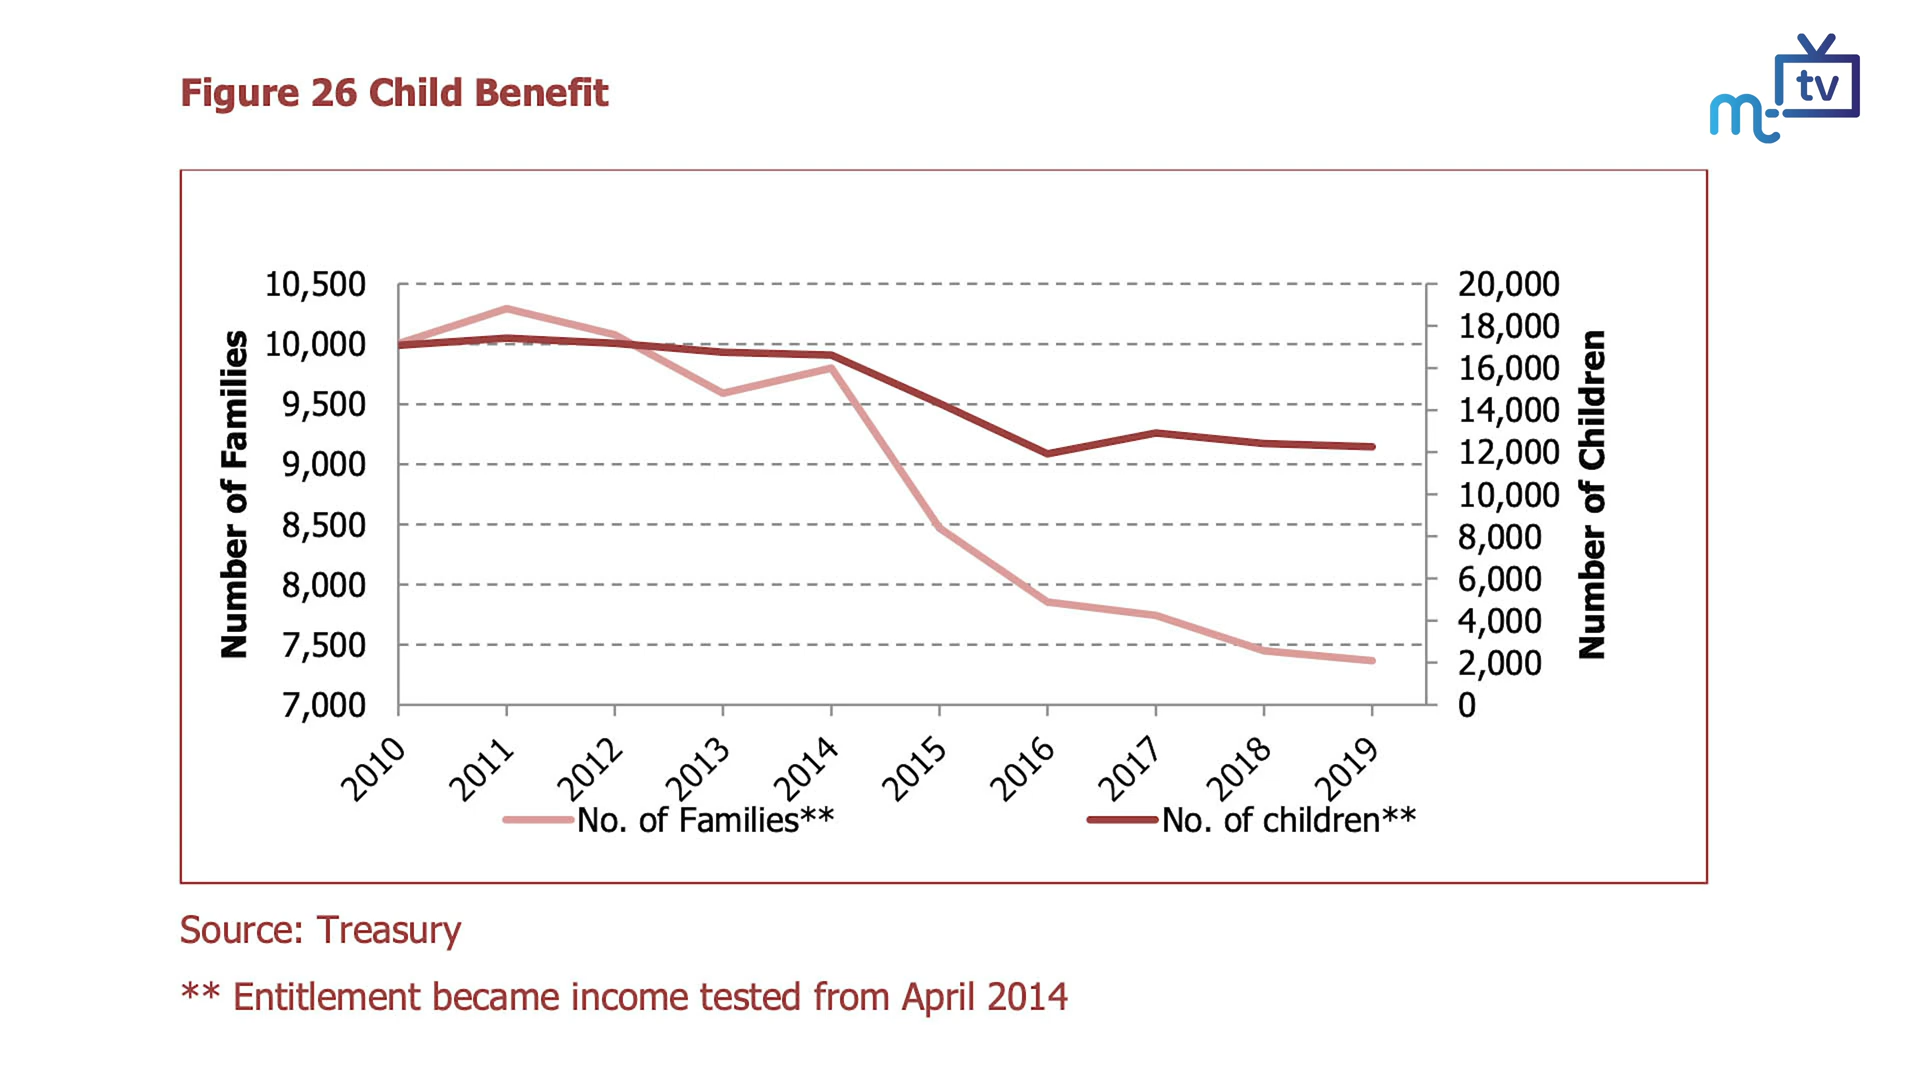 Figure 26 Child Benefit
m tv
Number of Families
10,500
10,000
9,500
9,000
8,500
8,000
7,500
7,000
20,000
18,000
16,000
14,000
12,000
10,000
8,000
6,000
4,000
2,000
0
Number of Children
2010 2011 2012 2013 2014 2015 2016 2017 2018 2019
No. of Families** No. of children**
Source: Treasury
** Entitlement became income tested from April 2014